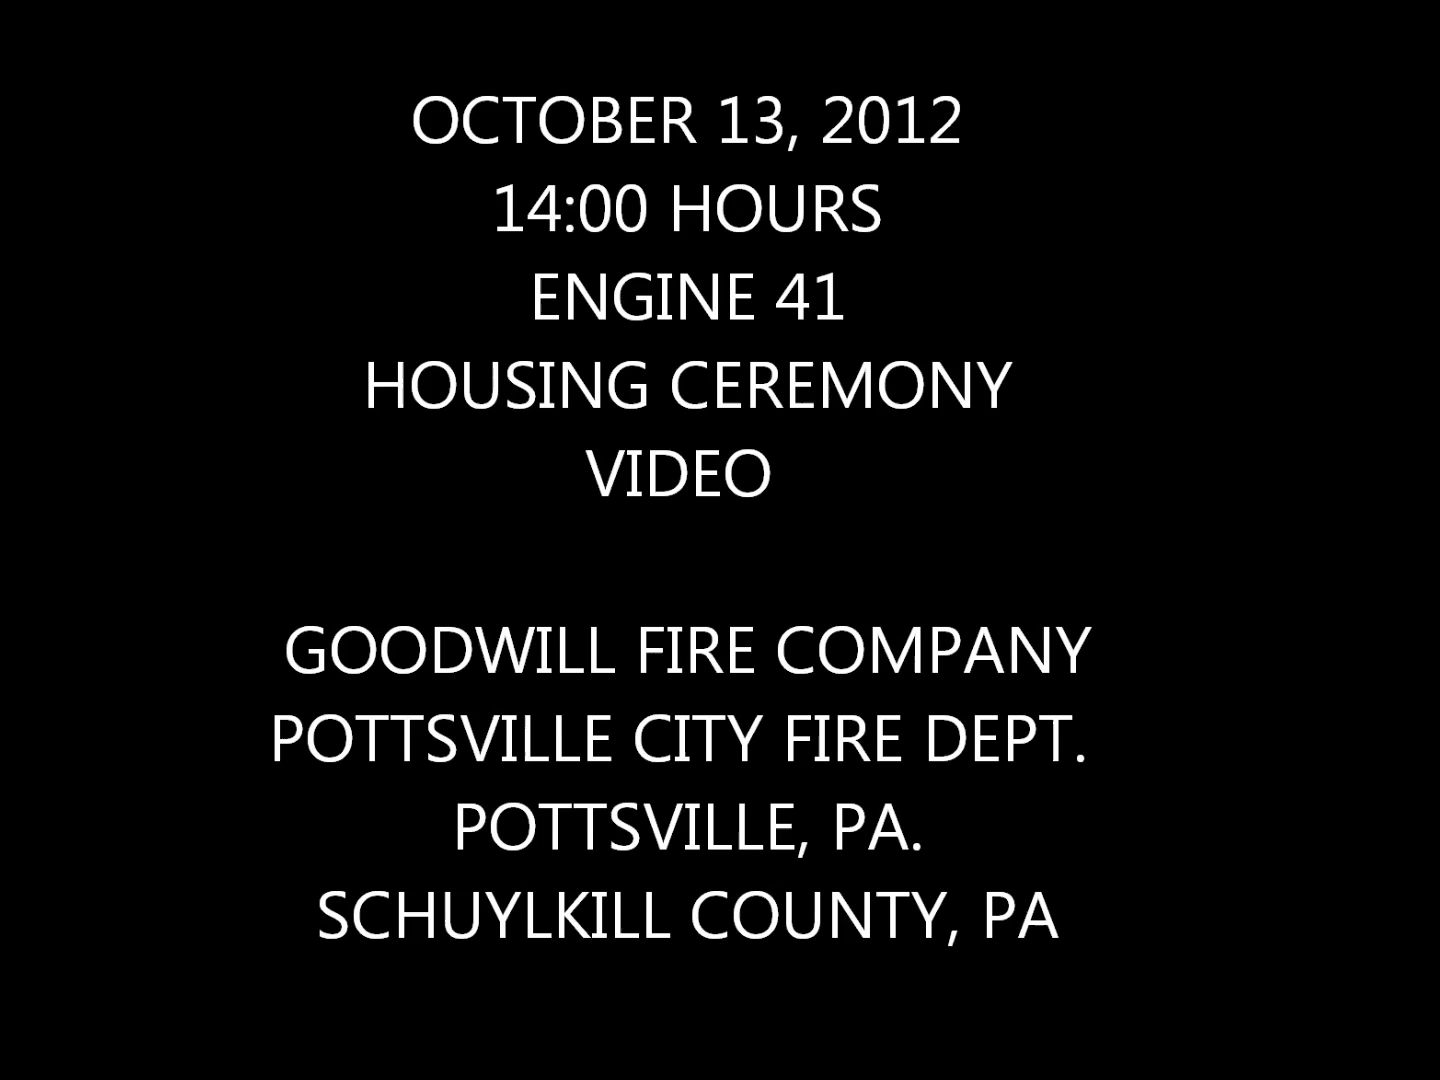 OCTOBER 13, 2012
14:00 HOURS
ENGINE 41
HOUSING CEREMONY
VIDEO
GOODWILL FIRE COMPANY
POTTSVILLE CITY FIRE DEPT.
POTTSVILLE, PA.
SCHUYLKILL COUNTY, PA